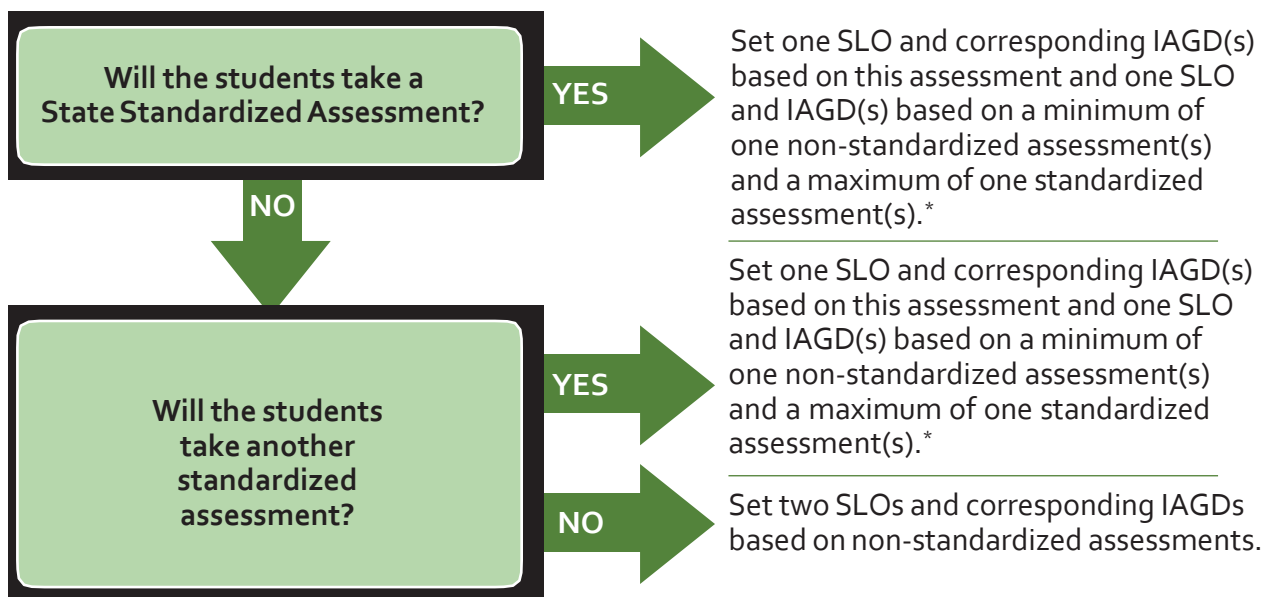 Will the students take a
State Standardized Assessment?
YES
Set one SLO and corresponding IAGD(s)
based on this assessment and one SLO
and IAGD(s) based on a minimum of
one non-standardized assessment(s)
and a maximum of one standardized
assessment(s).*
NO
Will the students
take another
standardized
assessment?
YES
Set one SLO and corresponding IAGD(s)
based on this assessment and one SLO
and IAGD(s) based on a minimum of
one non-standardized assessment(s)
and a maximum of one standardized
assessment(s).*
NO
Set two SLOs and corresponding IAGDs
based on non-standardized assessments.